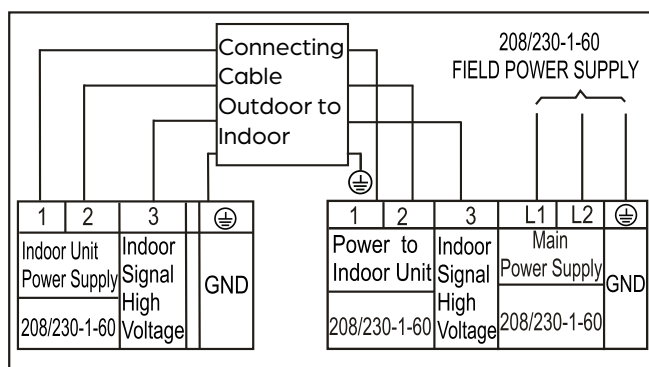 Connecting
Cable
Outdoor to
Indoor
208/230-1-60
FIELD POWER SUPPLY
1 2 3
Indoor Unit
Power Supply
208/230-1-60
Indoor
Signal
High
Voltage
GND
1 2 3 L1 L2
Power to
Indoor Unit
208/230-1-60
Indoor
Signal
High
Voltage
Main
Power Supply
208/230-1-60
GND